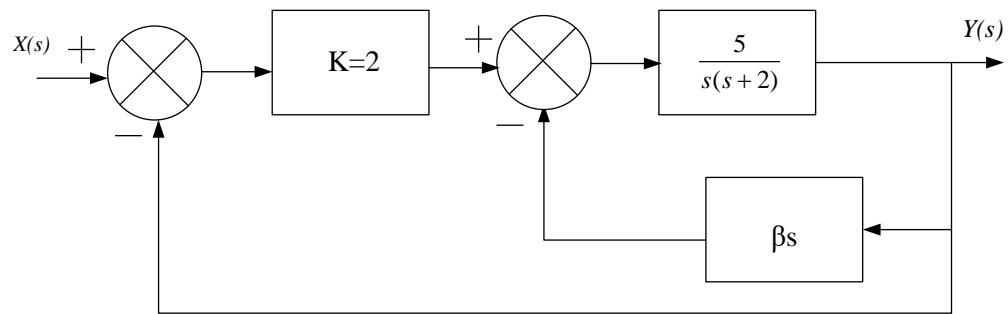 X(s)
+
K=2
+
5
s(s + 2)
Y(s)
−
−
βs